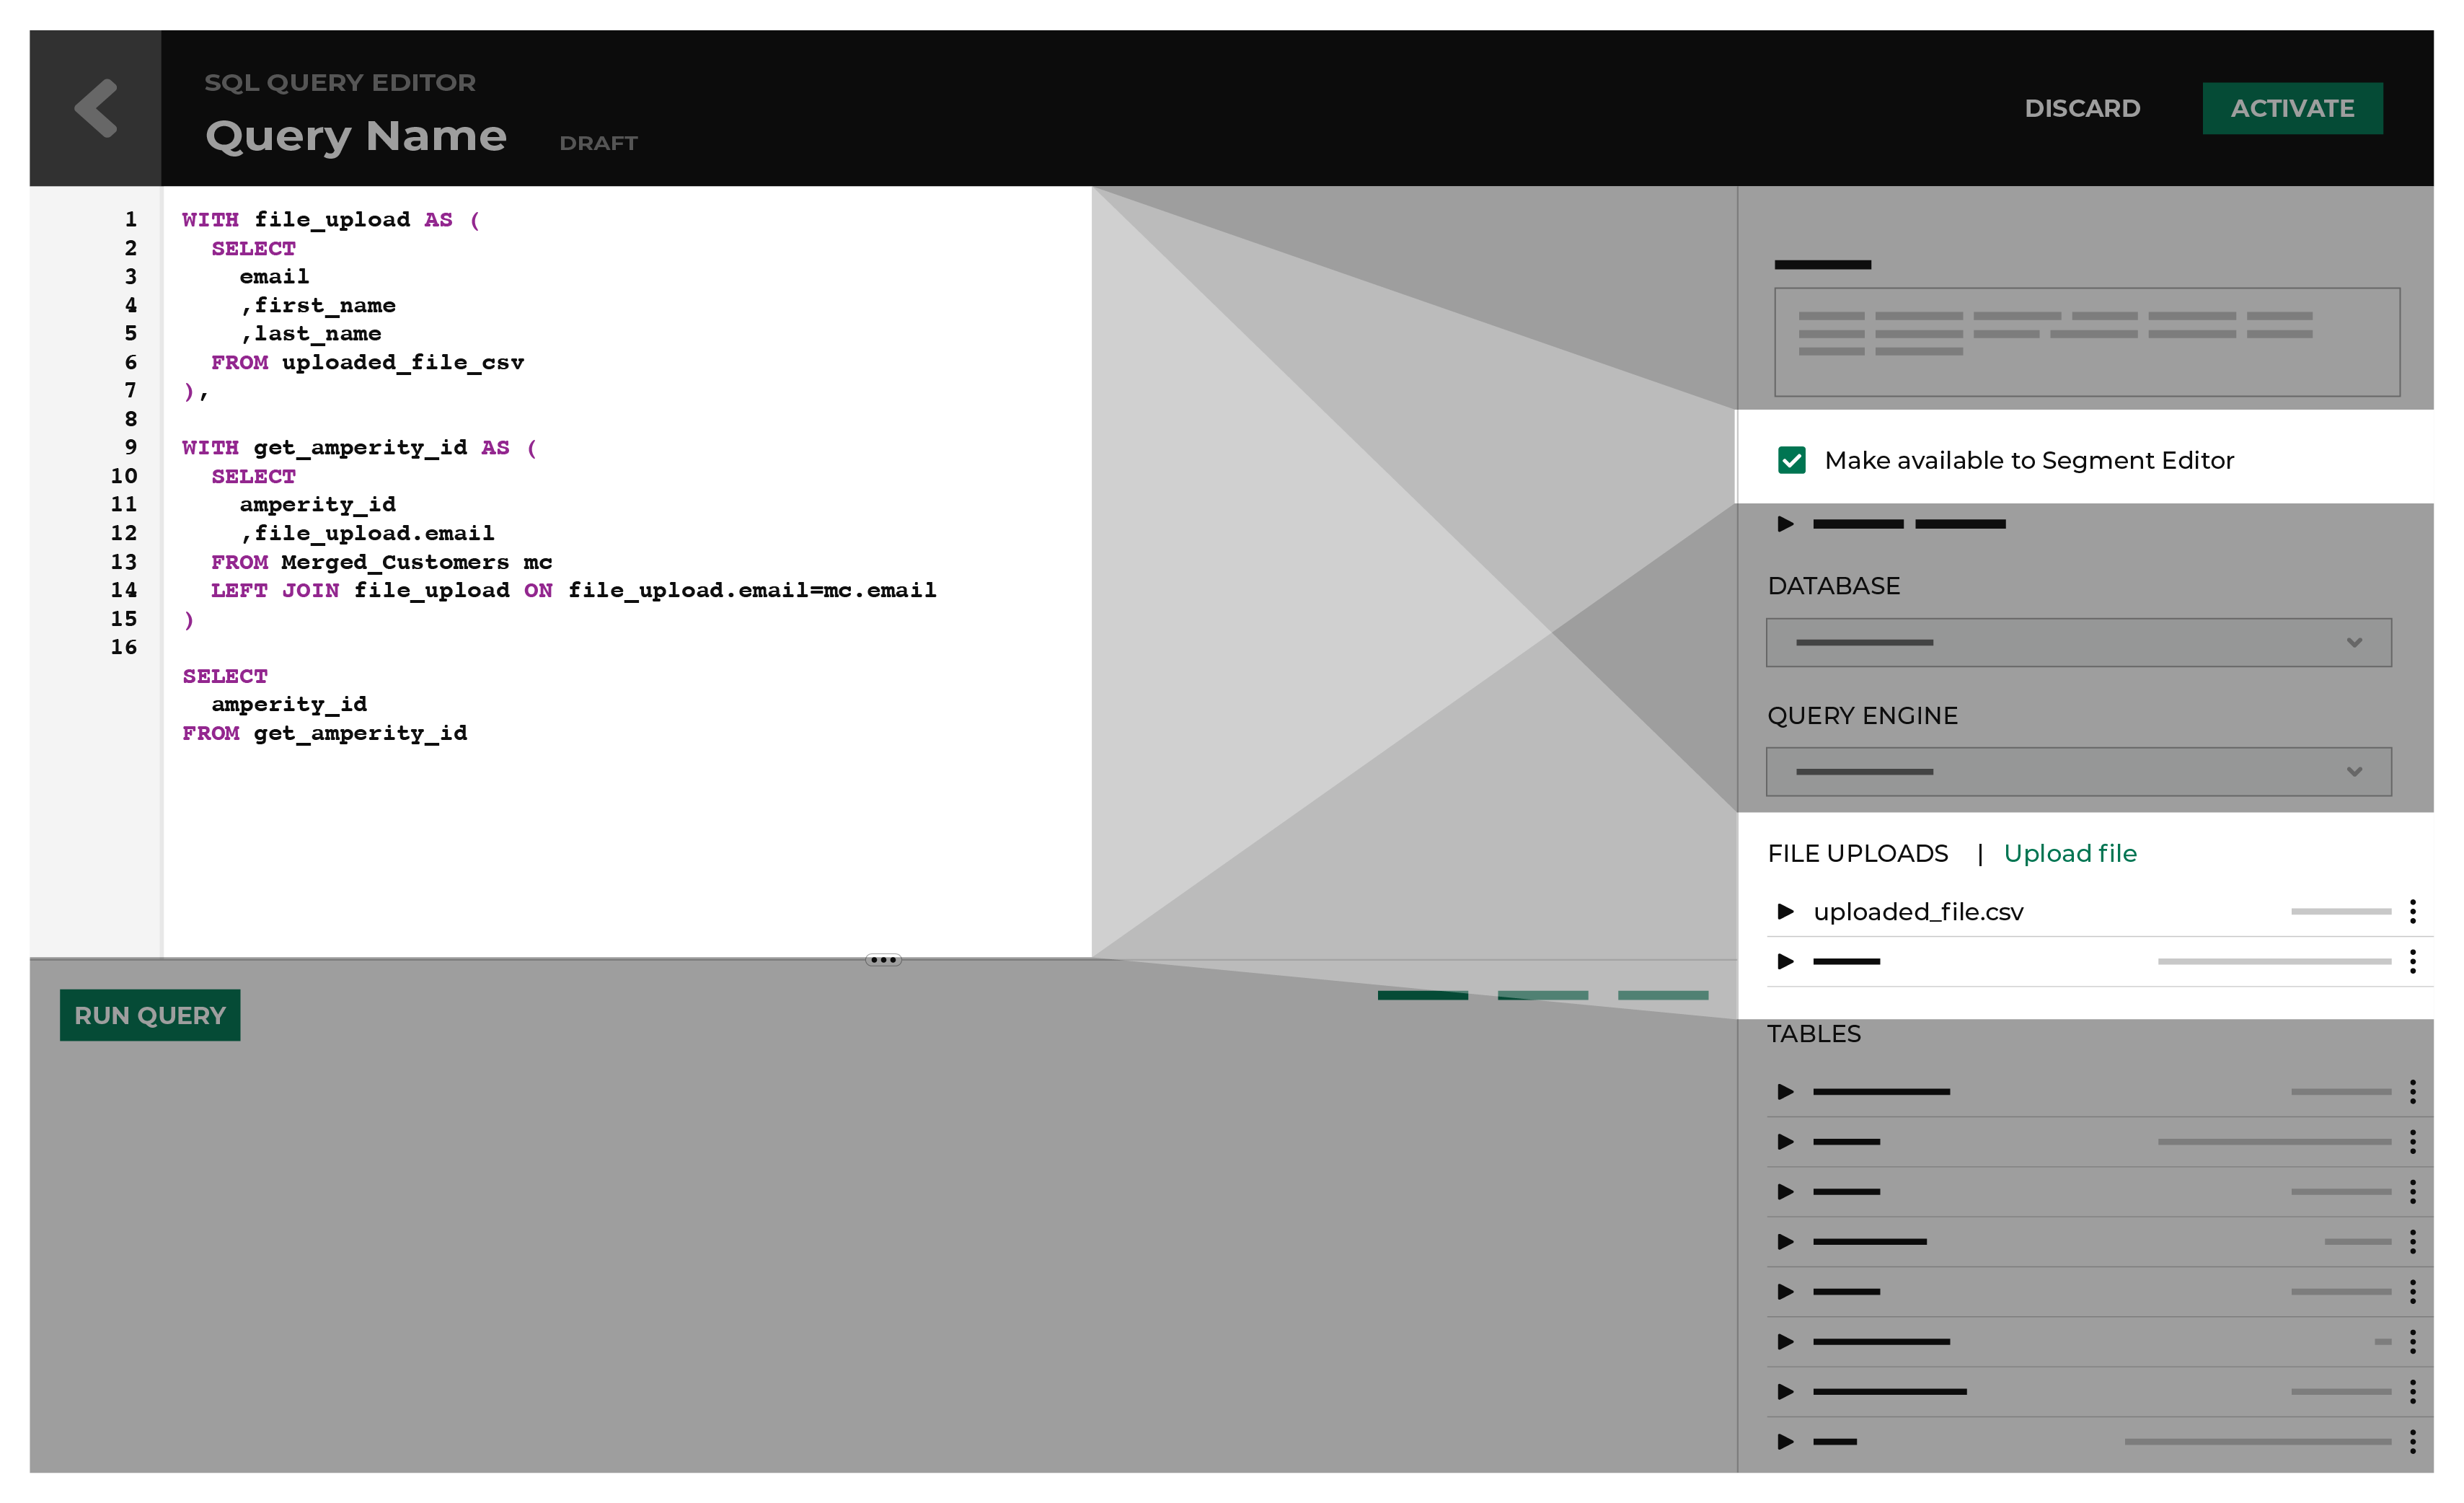 SQL QUERY EDITOR
Query Name DRAFT
DISCARD ACTIVATE
1 WITH file_upload AS (
2 SELECT
3 email
4 ,first_name
5 ,last_name
6 FROM uploaded_file_csv
7 ),
8
9 WITH get_amperity_id AS (
10 SELECT
11 amperity_id
12 ,file_upload.email
13 FROM Merged_Customers mc
14 LEFT JOIN file_upload ON file_upload.email=mc.email
15 )
16
SELECT
amperity_id
FROM get_amperity_id
RUN QUERY
Make available to Segment Editor
DATABASE
QUERY ENGINE
FILE UPLOADS | Upload file
uploaded_file.csv
TABLES